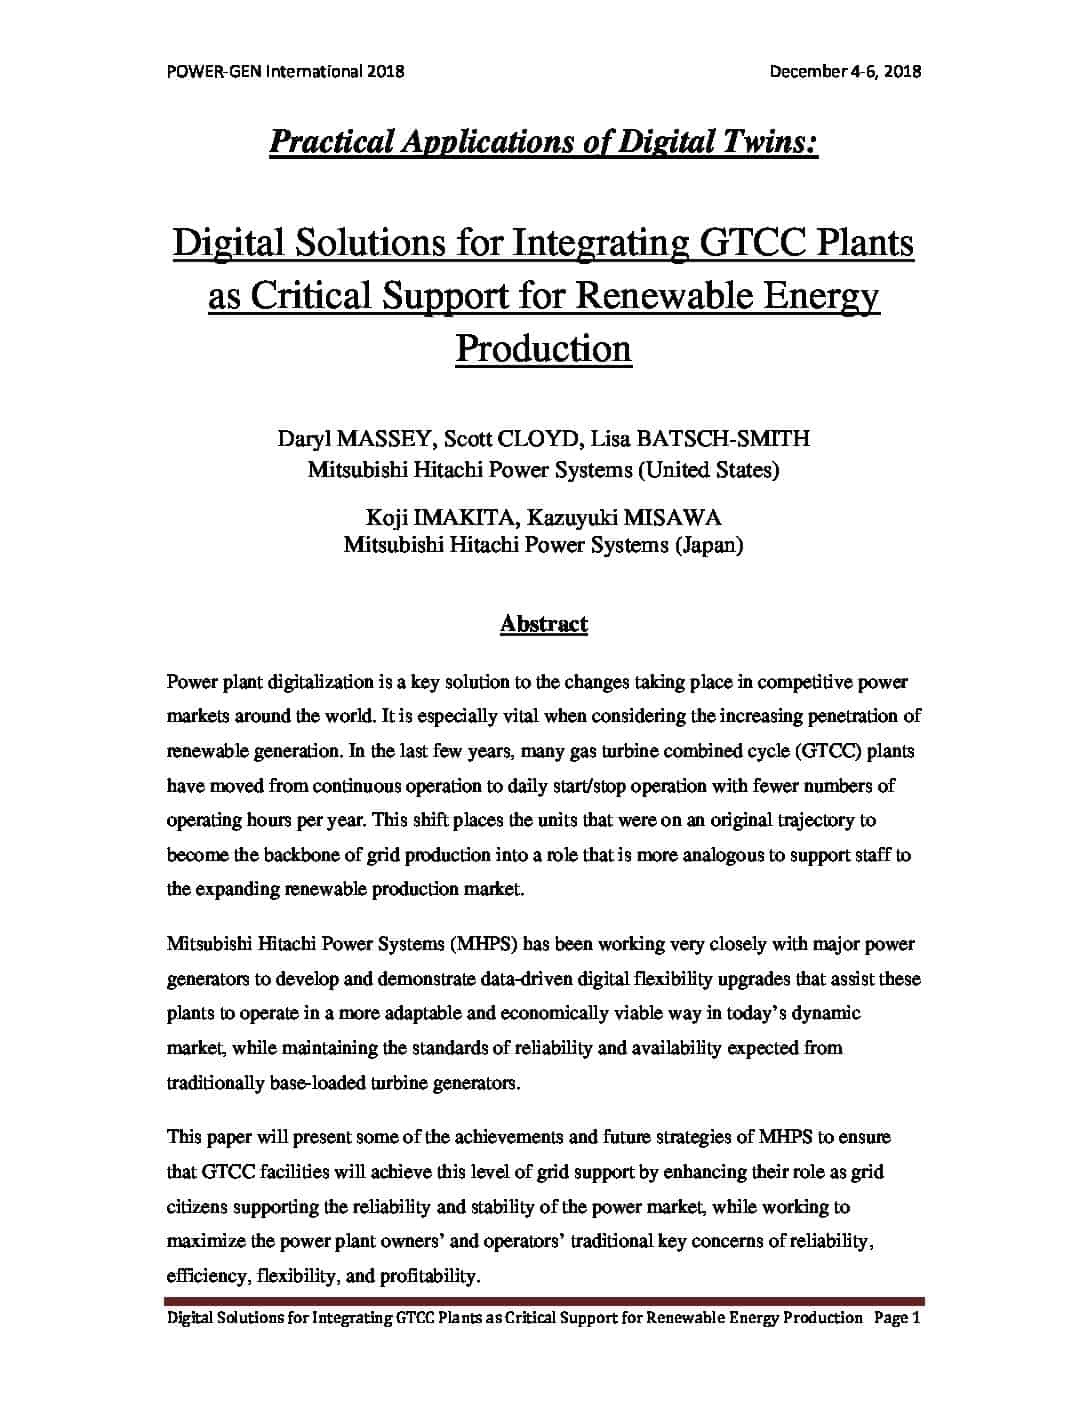 POWER-GEN International 2018 December 4-6, 2018
Practical Applications of Digital Twins:
Digital Solutions for Integrating GTCC Plants
as Critical Support for Renewable Energy
Production
Daryl MASSEY, Scott CLOYD, Lisa BATSCH-SMITH
Mitsubishi Hitachi Power Systems (United States)
Koji IMAKITA, Kazuyuki MISAWA
Mitsubishi Hitachi Power Systems (Japan)
Abstract
Power plant digitalization is a key solution to the changes taking place in competitive power
markets around the world. It is especially vital when considering the increasing penetration of
renewable generation. In the last few years, many gas turbine combined cycle (GTCC) plants
have moved from continuous operation to daily start/stop operation with fewer numbers of
operating hours per year. This shift places the units that were on an original trajectory to
become the backbone of grid production into a role that is more analogous to support staff to
the expanding renewable production market.
Mitsubishi Hitachi Power Systems (MHPS) has been working very closely with major power
generators to develop and demonstrate data-driven digital flexibility upgrades that assist these
plants to operate in a more adaptable and economically viable way in today’s dynamic
market, while maintaining the standards of reliability and availability expected from
traditionally base-loaded turbine generators.
This paper will present some of the achievements and future strategies of MHPS to ensure
that GTCC facilities will achieve this level of grid support by enhancing their role as grid
citizens supporting the reliability and stability of the power market, while working to
maximize the power plant owners’ and operators’ traditional key concerns of reliability,
efficiency, flexibility, and profitability.
Digital Solutions for Integrating GTCC Plants as Critical Support for Renewable Energy Production Page 1